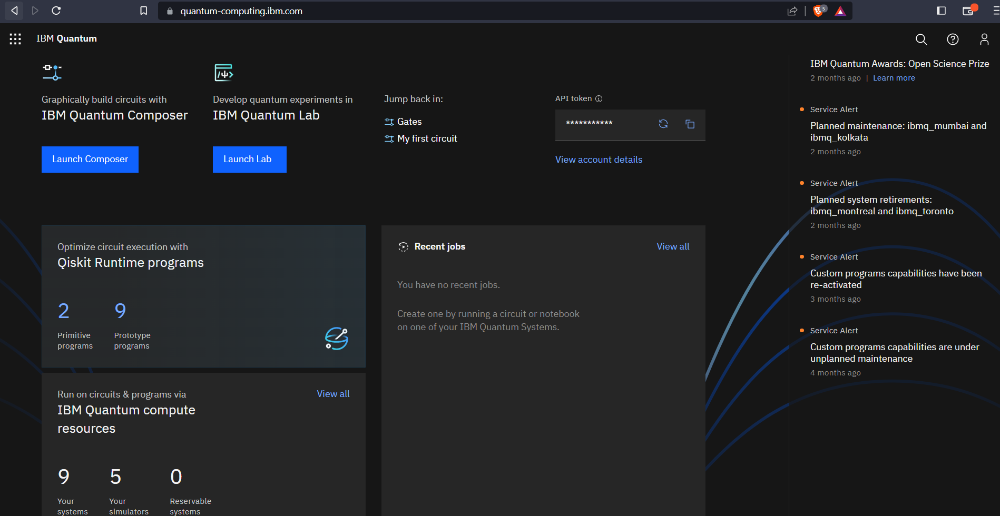 quantum-computing.ibm.com
5
IBM Quantum
Graphically build circuits with
IBM Quantum Composer
Launch Composer
Develop quantum experiments in
IBM Quantum Lab
Launch Lab
Jump back in:
Gates
My first circuit
API token
***********
View account details
Optimize circuit execution with
Qiskit Runtime programs
2
Primitive
programs
9
Prototype
programs
Run on circuits & programs via
View all
IBM Quantum compute
resources
9
Your
systems
5
Your
simulators
0
Reservable
systems
Recent jobs
View all
You have no recent jobs.
Create one by running a circuit or notebook
on one of your IBM Quantum Systems.
IBM Quantum Awards: Open Science Prize
2 months ago | Learn more
Service Alert
Planned maintenance: ibmq_mumbai and
ibmq_kolkata
2 months ago
Service Alert
Planned system retirements:
ibmq_montreal and ibmq_toronto
2 months ago
Service Alert
Custom programs capabilities have been
re-activated
3 months ago
Service Alert
Custom programs capabilities are under
unplanned maintenance
4 months ago